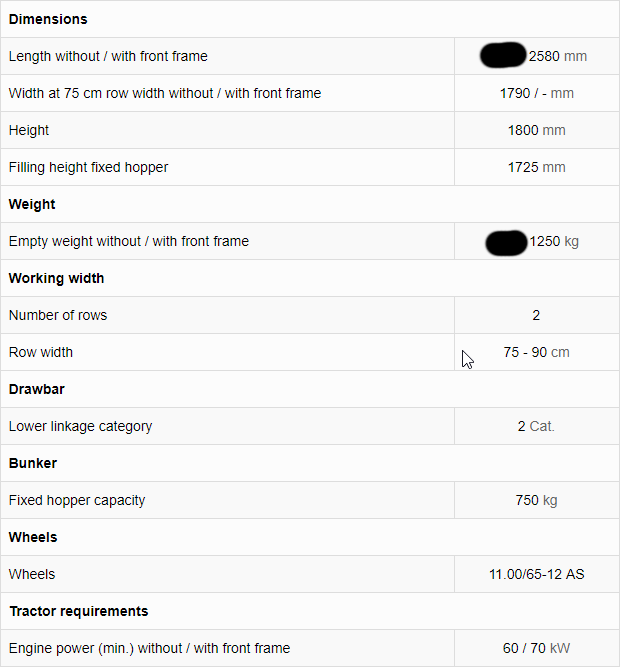 Dimensions
Length without / with front frame 2580 mm
Width at 75 cm row width without / with front frame 1790 / - mm
Height 1800 mm
Filling height fixed hopper 1725 mm
Weight
Empty weight without / with front frame 1250 kg
Working width
Number of rows 2
Row width 75 - 90 cm
Drawbar
Lower linkage category 2 Cat.
Bunker
Fixed hopper capacity 750 kg
Wheels
Wheels 11.00/65-12 AS
Tractor requirements
Engine power (min.) without / with front frame 60 / 70 kW